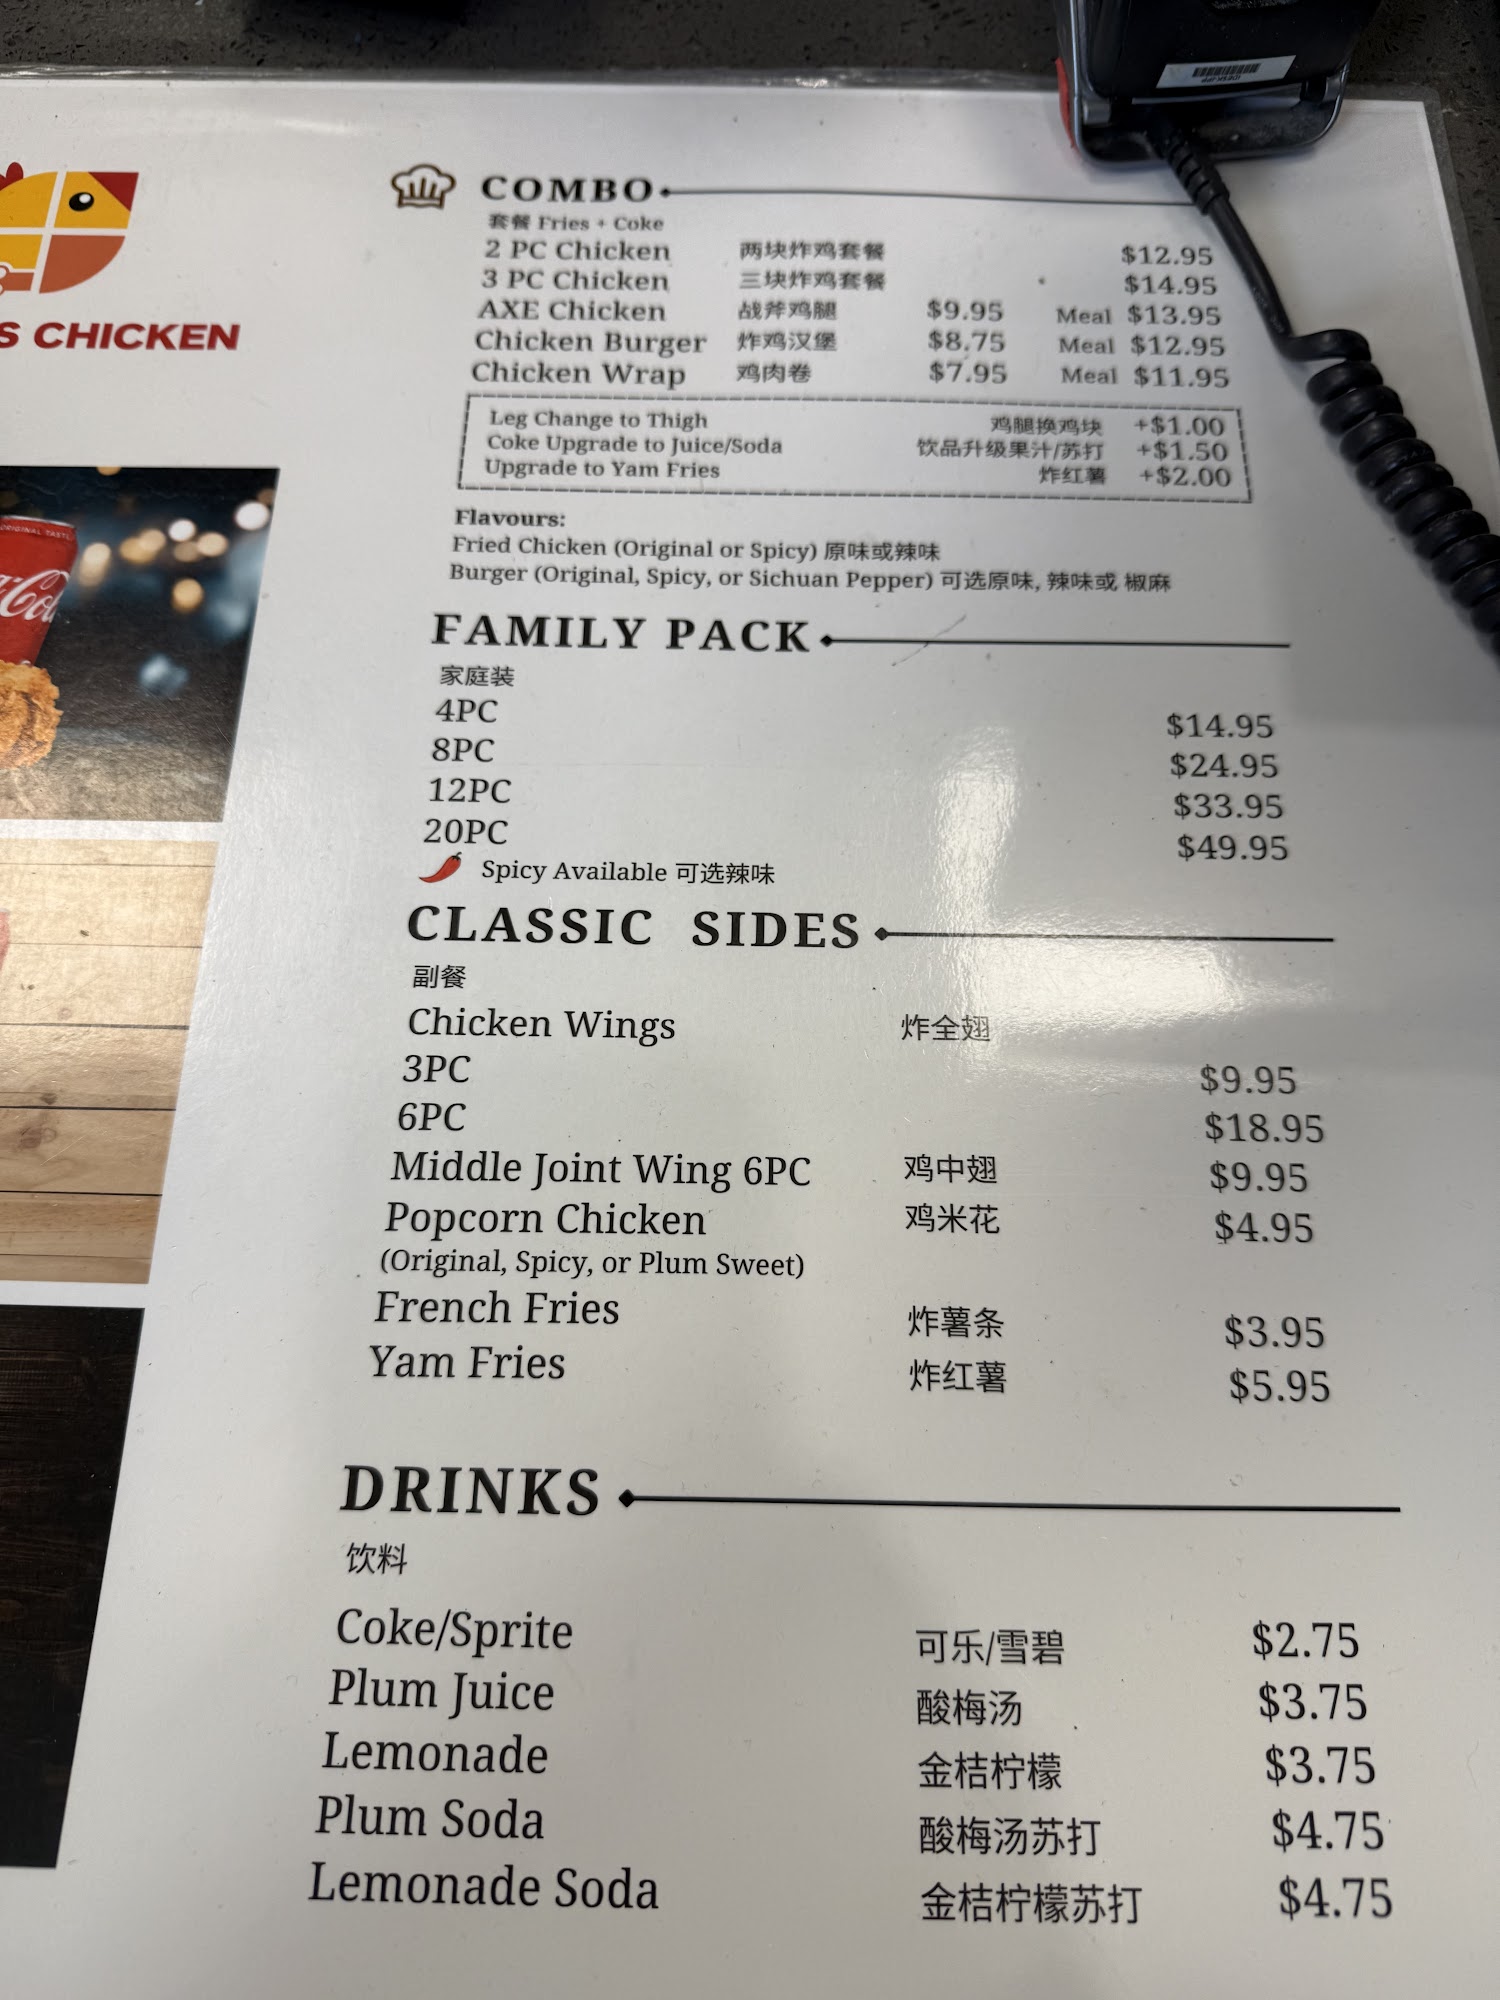 S CHICKEN
ORIGINAL TASTE
COMBO
套餐 Fries + Coke
2 PC Chicken 两块炸鸡套餐 $12.95
3 PC Chicken 三块炸鸡套餐 $14.95
AXE Chicken 战斧鸡腿 $9.95 Meal $13.95
Chicken Burger 炸鸡汉堡 $8.75 Meal $12.95
Chicken Wrap 鸡肉卷 $7.95 Meal $11.95
Leg Change to Thigh 鸡腿换鸡块 +$1.00
Coke Upgrade to Juice/Soda 饮品升级果汁/苏打 +$1.50
Upgrade to Yam Fries 炸红薯 +$2.00
Flavours:
Fried Chicken (Original or Spicy) 原味或辣味
Burger (Original, Spicy, or Sichuan Pepper) 可选原味, 辣味或 椒麻
FAMILY PACK
家庭装
4PC $14.95
8PC $24.95
12PC $33.95
20PC $49.95
Spicy Available 可选辣味
CLASSIC SIDES
副餐
Chicken Wings 炸全翅
3PC $9.95
6PC $18.95
Middle Joint Wing 6PC 鸡中翅 $9.95
Popcorn Chicken 鸡米花 $4.95
(Original, Spicy, or Plum Sweet)
French Fries 炸薯条 $3.95
Yam Fries 炸红薯 $5.95
DRINKS
饮料
Coke/Sprite 可乐/雪碧 $2.75
Plum Juice 酸梅汤 $3.75
Lemonade 金桔柠檬 $3.75
Plum Soda 酸梅汤苏打 $4.75
Lemonade Soda 金桔柠檬苏打 $4.75